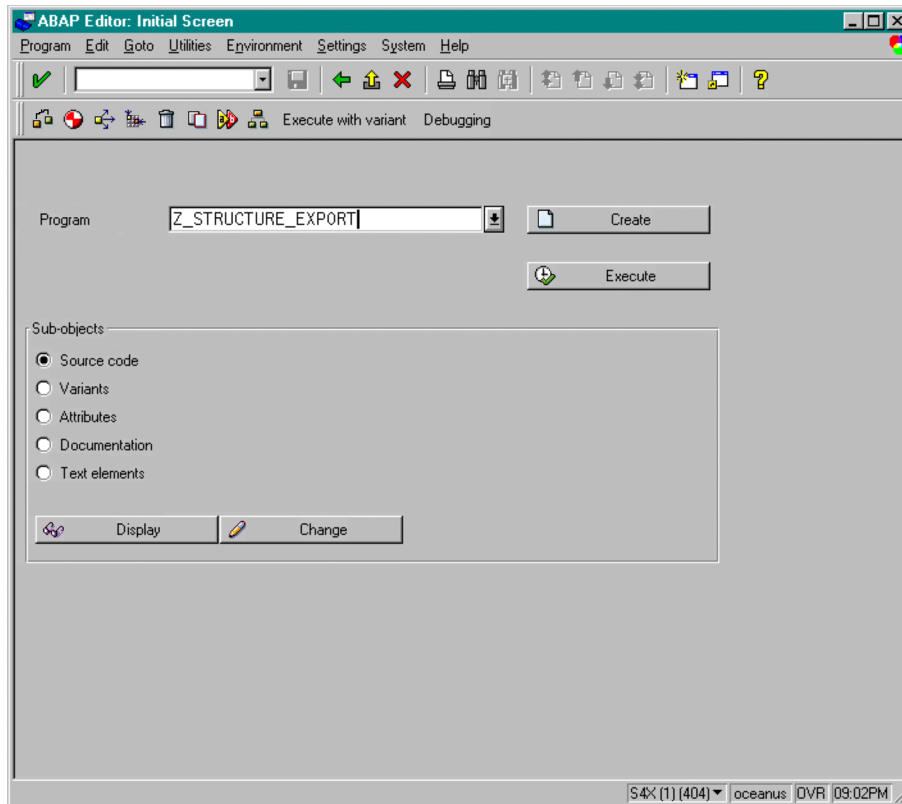 ABAP Editor: Initial Screen
Program Edit Goto Utilities Environment Settings System Help
Execute with variant Debugging
Program Z_STRUCTURE_EXPORT Create
Execute
Sub-objects
Source code
Variants
Attributes
Documentation
Text elements
Display Change
S4X (1) (404) oceanus OVR 09:02PM